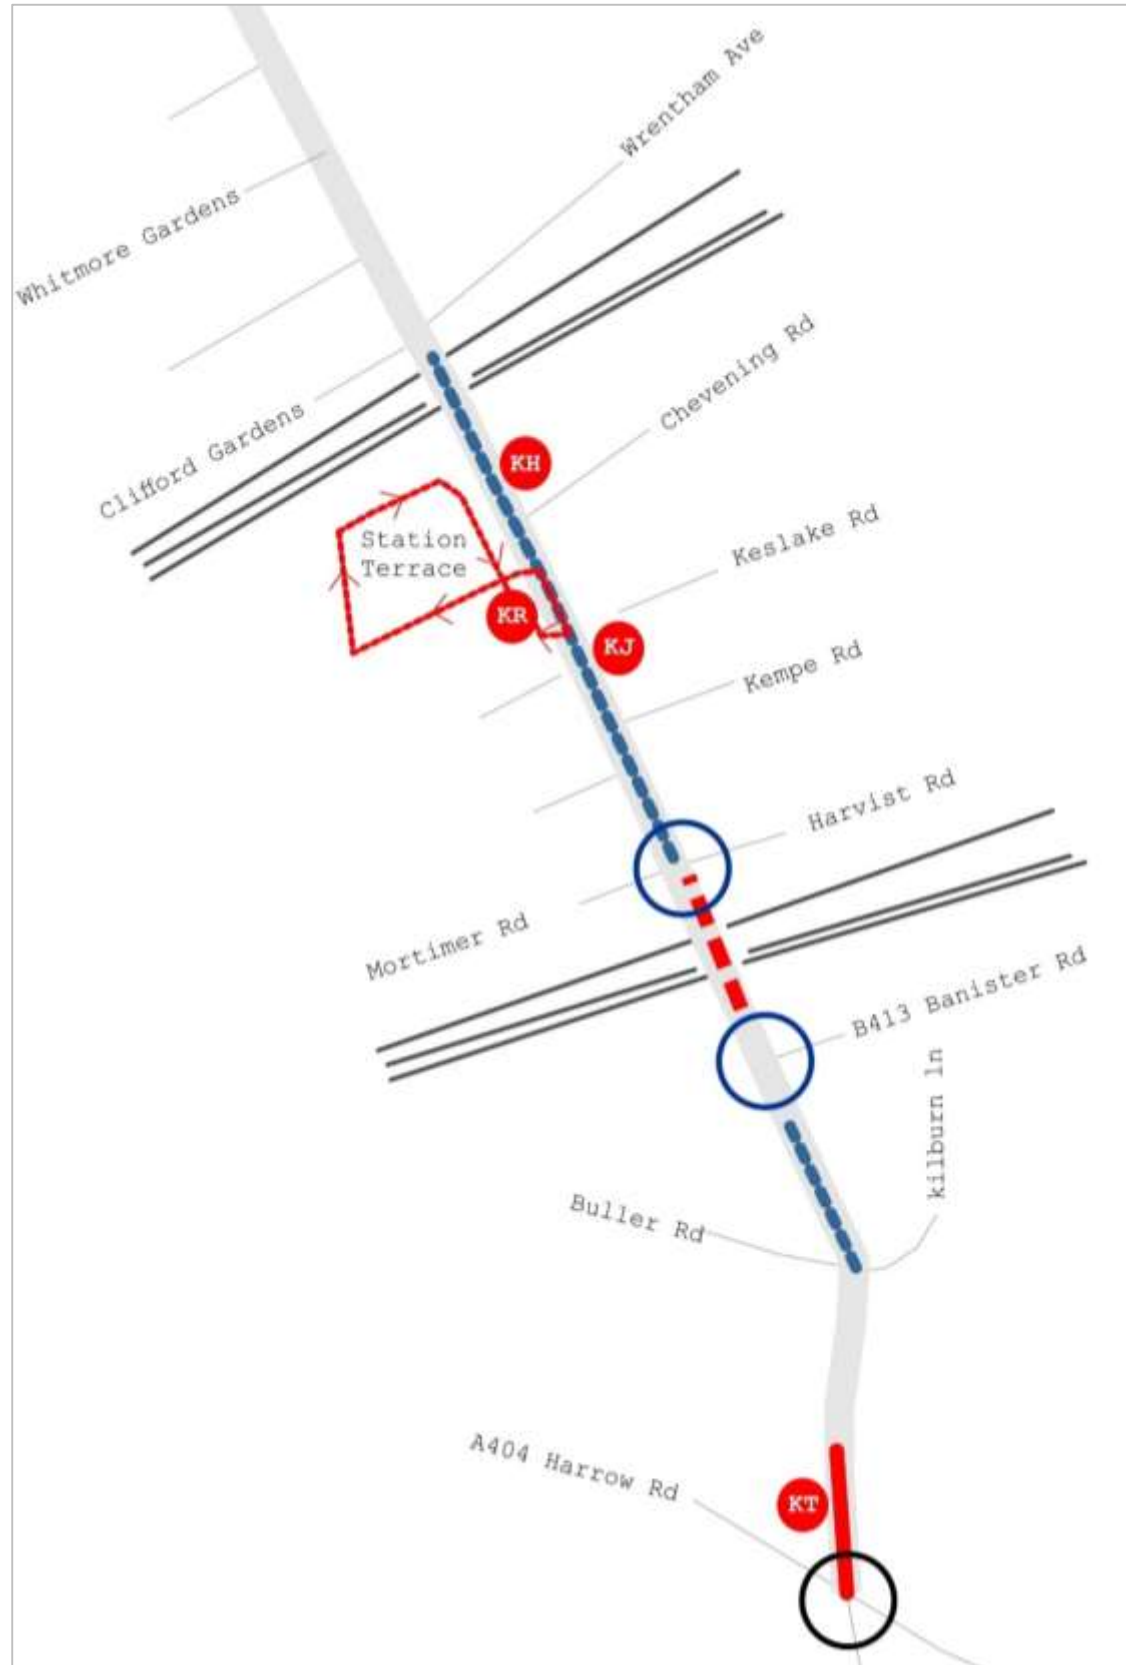 Wrentham Ave
Whitmore Gardens
Chevening Rd
Clifford Gardens
KH
Keslake Rd
Station
Terrace
KR
KJ
Kempe Rd
Harvist Rd
Mortimer Rd
B413 Banister Rd
kilburn ln
Buller Rd
A404 Harrow Rd
KT